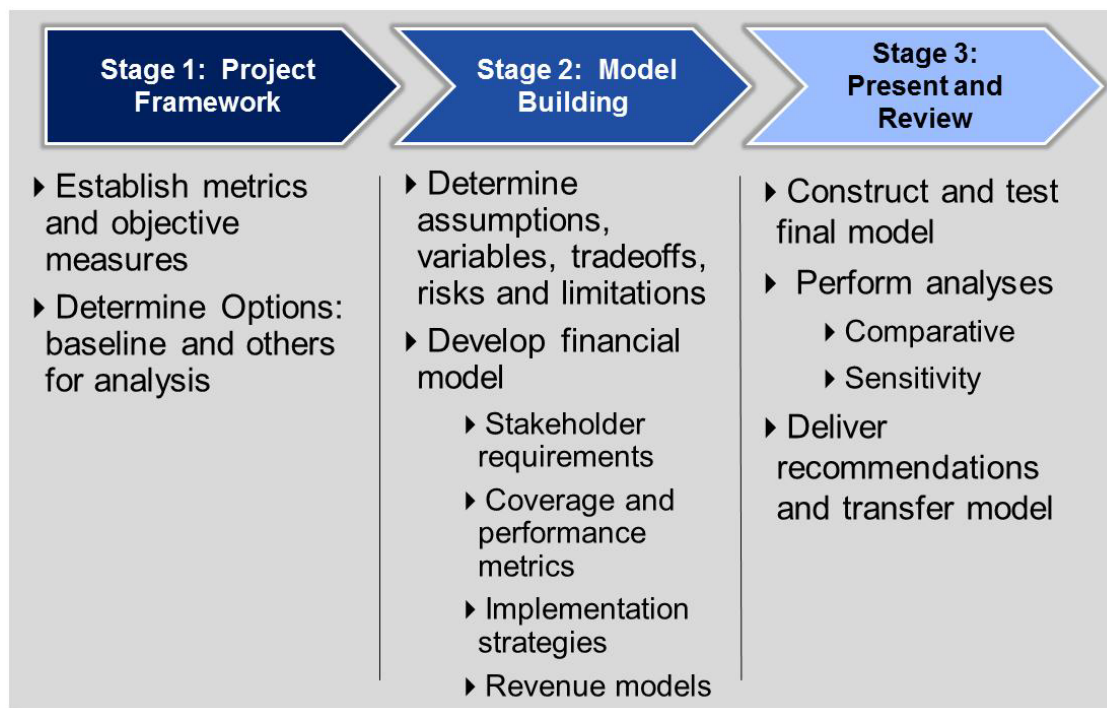 Stage 1: Project
Framework
Establish metrics
and objective
measures
Determine Options:
baseline and others
for analysis
Stage 2: Model
Building
Determine
assumptions,
variables, tradeoffs,
risks and limitations
Develop financial
model
Stakeholder
requirements
Coverage and
performance
metrics
Implementation
strategies
Revenue models
Stage 3:
Present and
Review
Construct and test
final model
Perform analyses
Comparative
Sensitivity
Deliver
recommendations
and transfer model